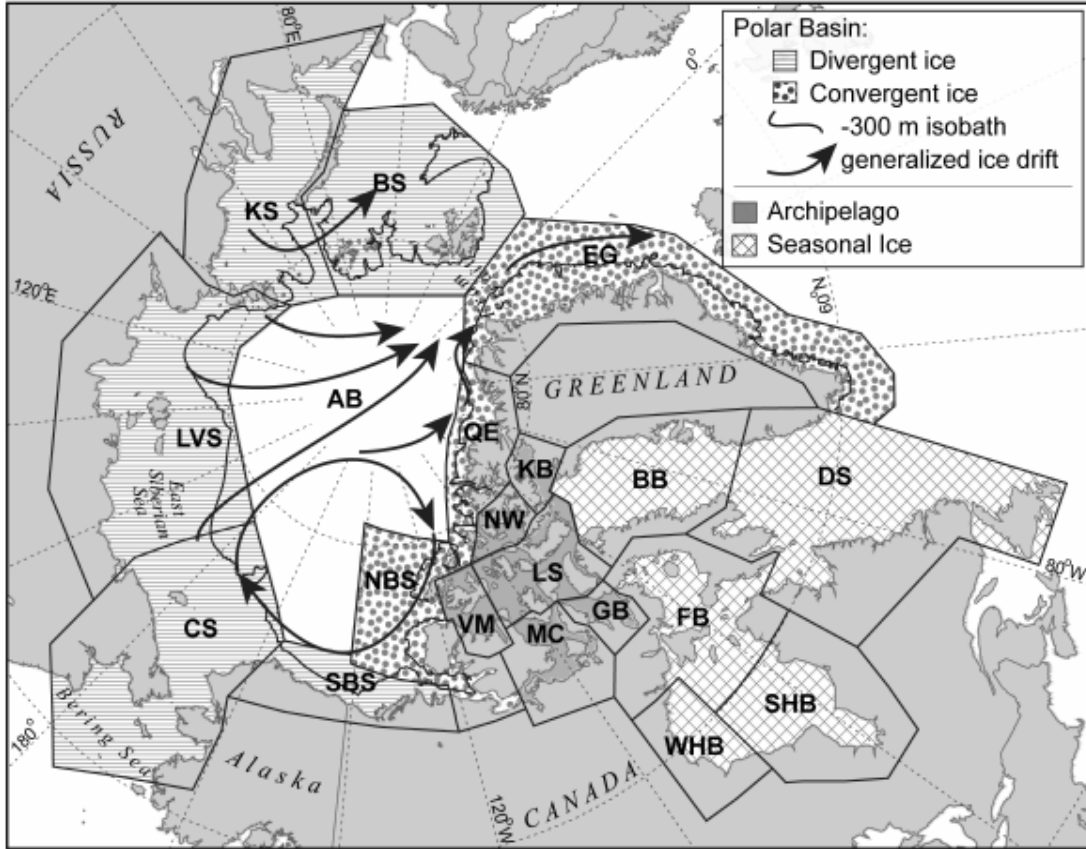 Polar Basin:
Divergent ice
Convergent ice
-300 m isobath
generalized ice drift
Archipelago
Seasonal Ice
80°E
0°
RUSSIA
BS
KS
EG
120°E
60°N
GREENLAND
80°N
AB
QE
LVS
KB
BB
DS
East
Siberian
Sea
NW
LS
80°W
NBS
GB
FB
VM
MC
CS
SBS
SHB
WHB
Bering Sea
180°
Alaska
CANADA
120°W